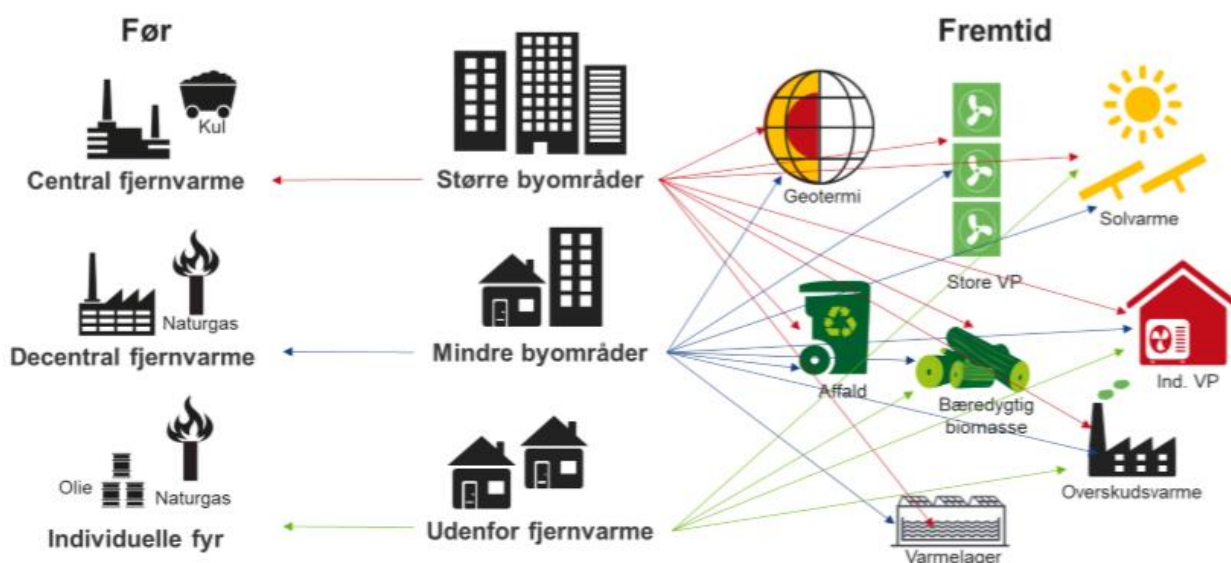 Før
Fremtid
Kul
Central fjernvarme
Større byområder
Geotermi
Solvarme
Store VP
Naturgas
Decentral fjernvarme
Mindre byområder
Affald
Bæredygtig
biomasse
Ind. VP
Olie
Naturgas
Overskudsvarme
Individuelle fyr
Udenfor fjernvarme
Varmelager